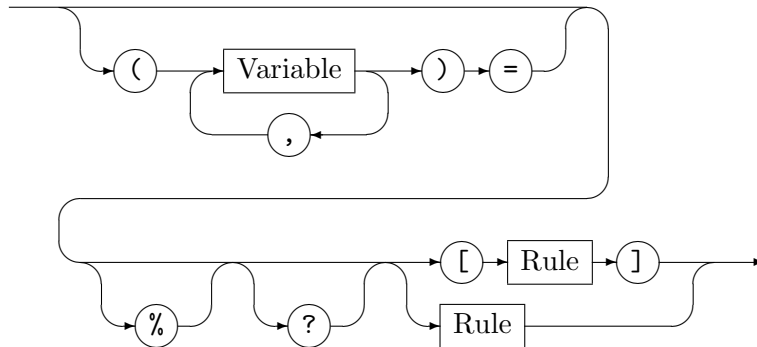 ( Variable ) =
,
[ Rule ]
% ? Rule